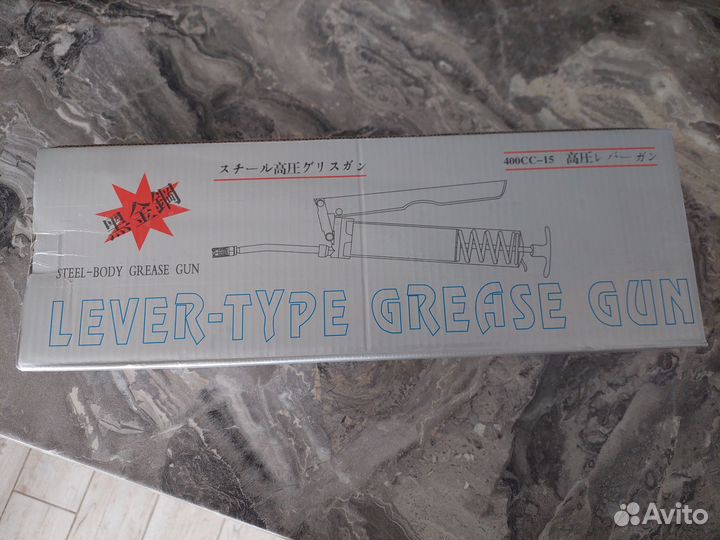 スチール高圧グリスガン
400CC-15 高圧レバーガン
黑金鋼
STEEL-BODY GREASE GUN
LEVER-TYPE GREASE GUN
Avito